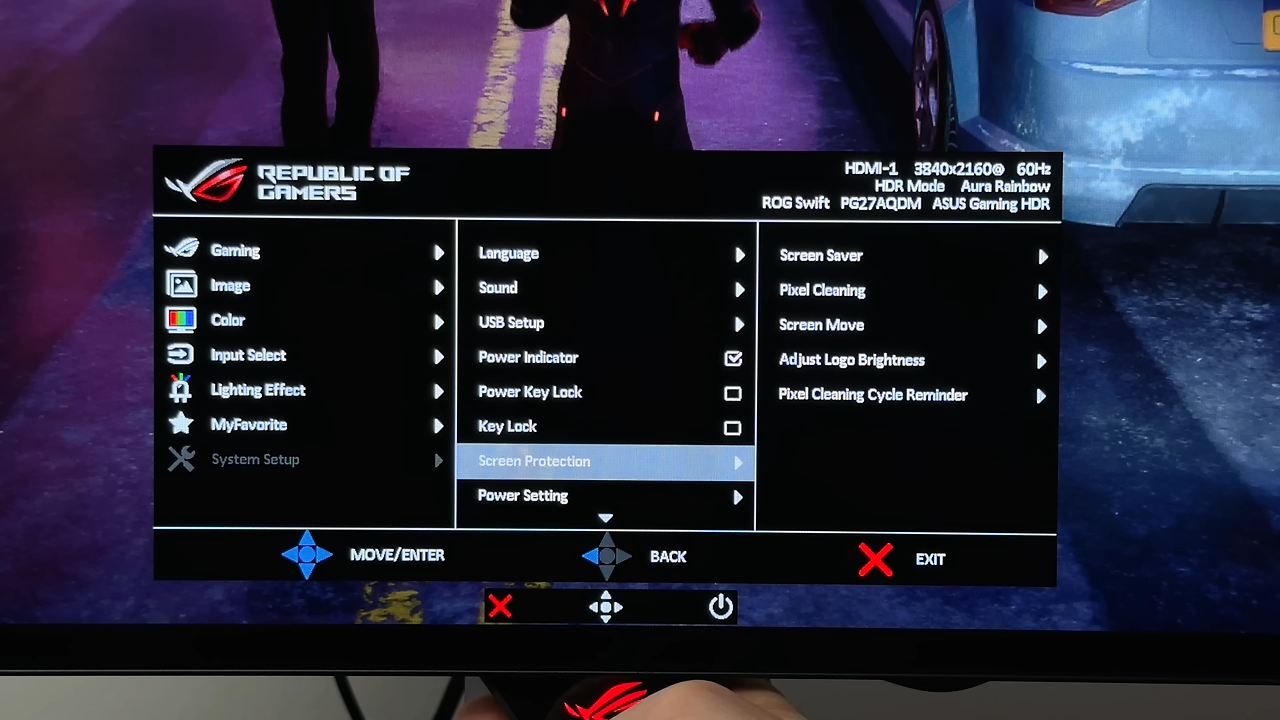 REPUBLIC OF
GAMERS
HDMI-1 3840x2160@ 60Hz
HDR Mode Aura Rainbow
ROG Swift PG27AQDM ASUS Gaming HDR
Gaming
Image
Color
Input Select
Lighting Effect
MyFavorite
System Setup
Language
Sound
USB Setup
Power Indicator
Power Key Lock
Key Lock
Screen Protection
Power Setting
Screen Saver
Pixel Cleaning
Screen Move
Adjust Logo Brightness
Pixel Cleaning Cycle Reminder
MOVE/ENTER
BACK
EXIT